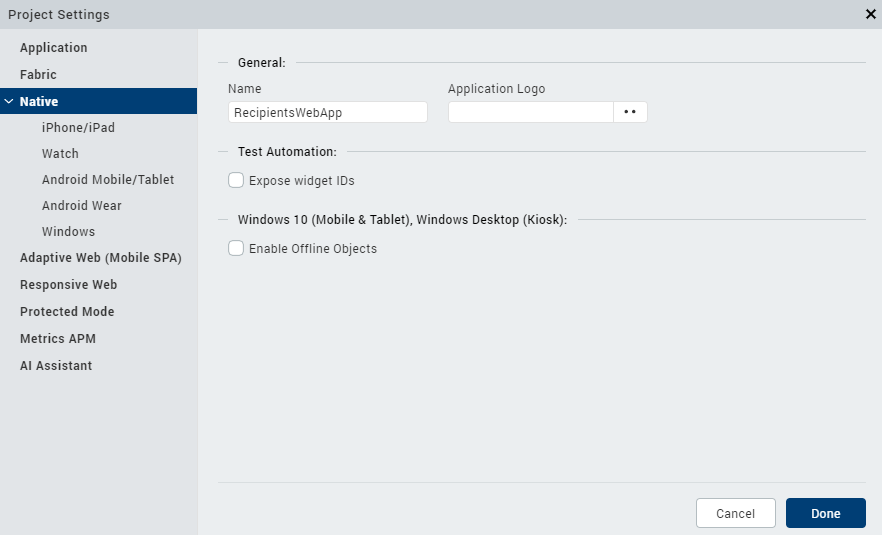 Project Settings
Application
Fabric
Native
iPhone/iPad
Watch
Android Mobile/Tablet
Android Wear
Windows
Adaptive Web (Mobile SPA)
Responsive Web
Protected Mode
Metrics APM
AI Assistant
General:
Name
Application Logo
RecipientsWebApp
Test Automation:
Expose widget IDs
Windows 10 (Mobile & Tablet), Windows Desktop (Kiosk):
Enable Offline Objects
Cancel
Done